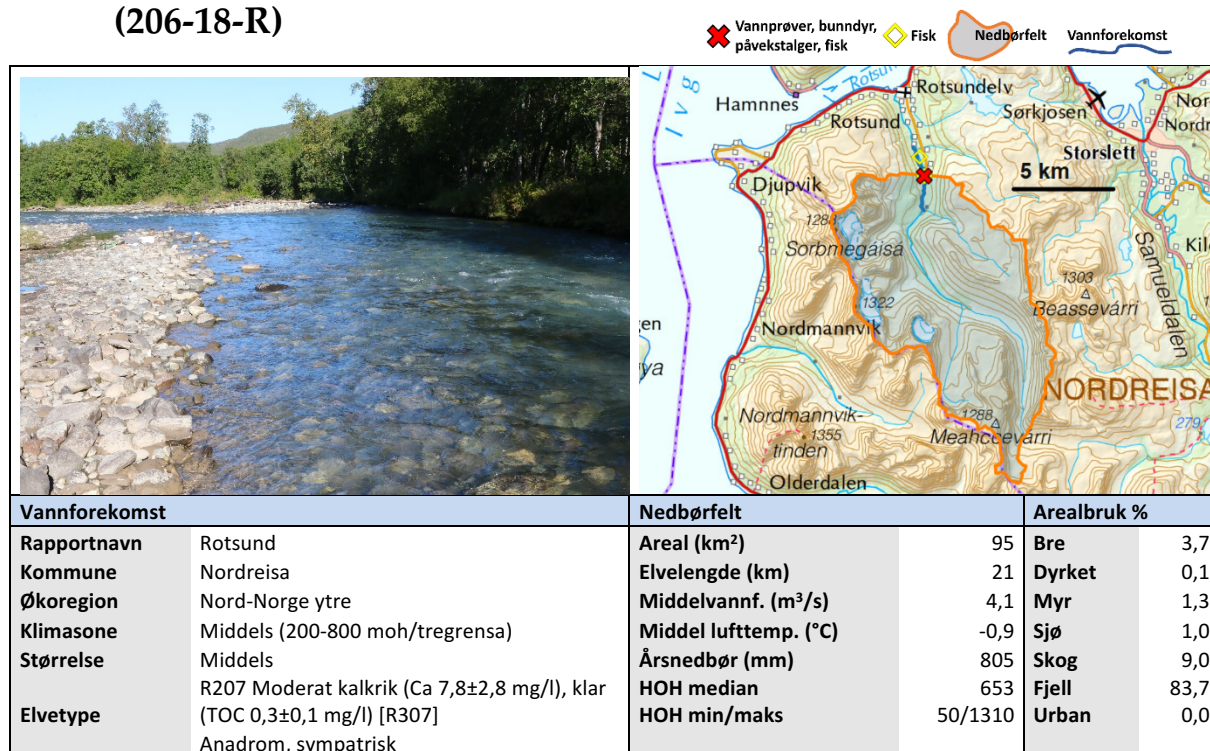 (206-18-R)
Vannprøver, bunndyr,
påvekstalger, fisk
Fisk
Nedbørfelt
Vannforekomst
Rotsund
Rotsundelv
Hamnnes
Rotsund
Sørkjosen
Nor
Nordr
Storslett
5 km
Djupvik
Sorbmegáisá
1322
1303
Beassevárri
Samueldalen
Kil
Nordmannvik
NORDREISA
Nordmannvik-
tinden
1355
1288
Meahccevárri
279
Olderdalen
Vannforekomst
Nedbørfelt
Arealbruk %
Rapportnavn Rotsund
Areal (km²) 95
Bre 3,7
Kommune Nordreisa
Elvelengde (km) 21
Dyrket 0,1
Økoregion Nord-Norge ytre
Middelvannf. (m³/s) 4,1
Myr 1,3
Klimasone Middels (200-800 moh/tregrensa)
Middel lufttemp. (°C) -0,9
Sjø 1,0
Størrelse Middels
Årsnedbør (mm) 805
Skog 9,0
R207 Moderat kalkrik (Ca 7,8±2,8 mg/l), klar
HOH median 653
Fjell 83,7
Elvetype (TOC 0,3±0,1 mg/l) [R307]
HOH min/maks 50/1310
Urban 0,0
Anadrom, sympatrisk